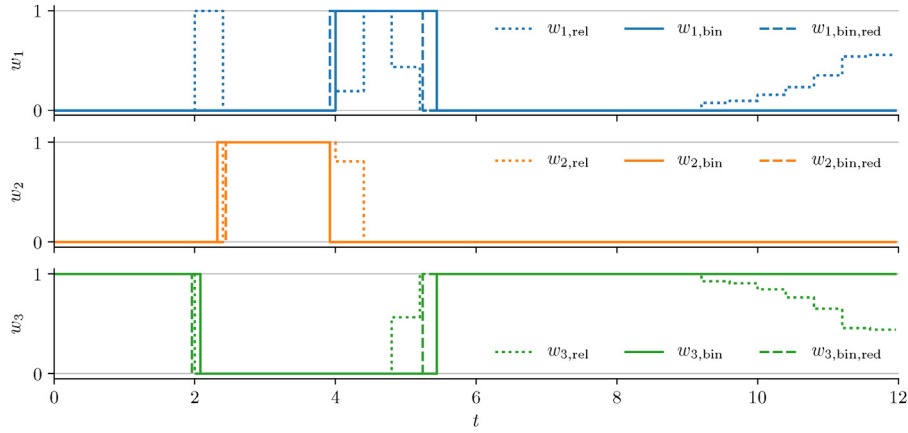 1
w₁,rel w₁,bin w₁,bin,red
w₁
0
1
w₂,rel w₂,bin w₂,bin,red
w₂
0
1
w₃
w₃,rel w₃,bin w₃,bin,red
0
0 2 4 6 8 10 12
t